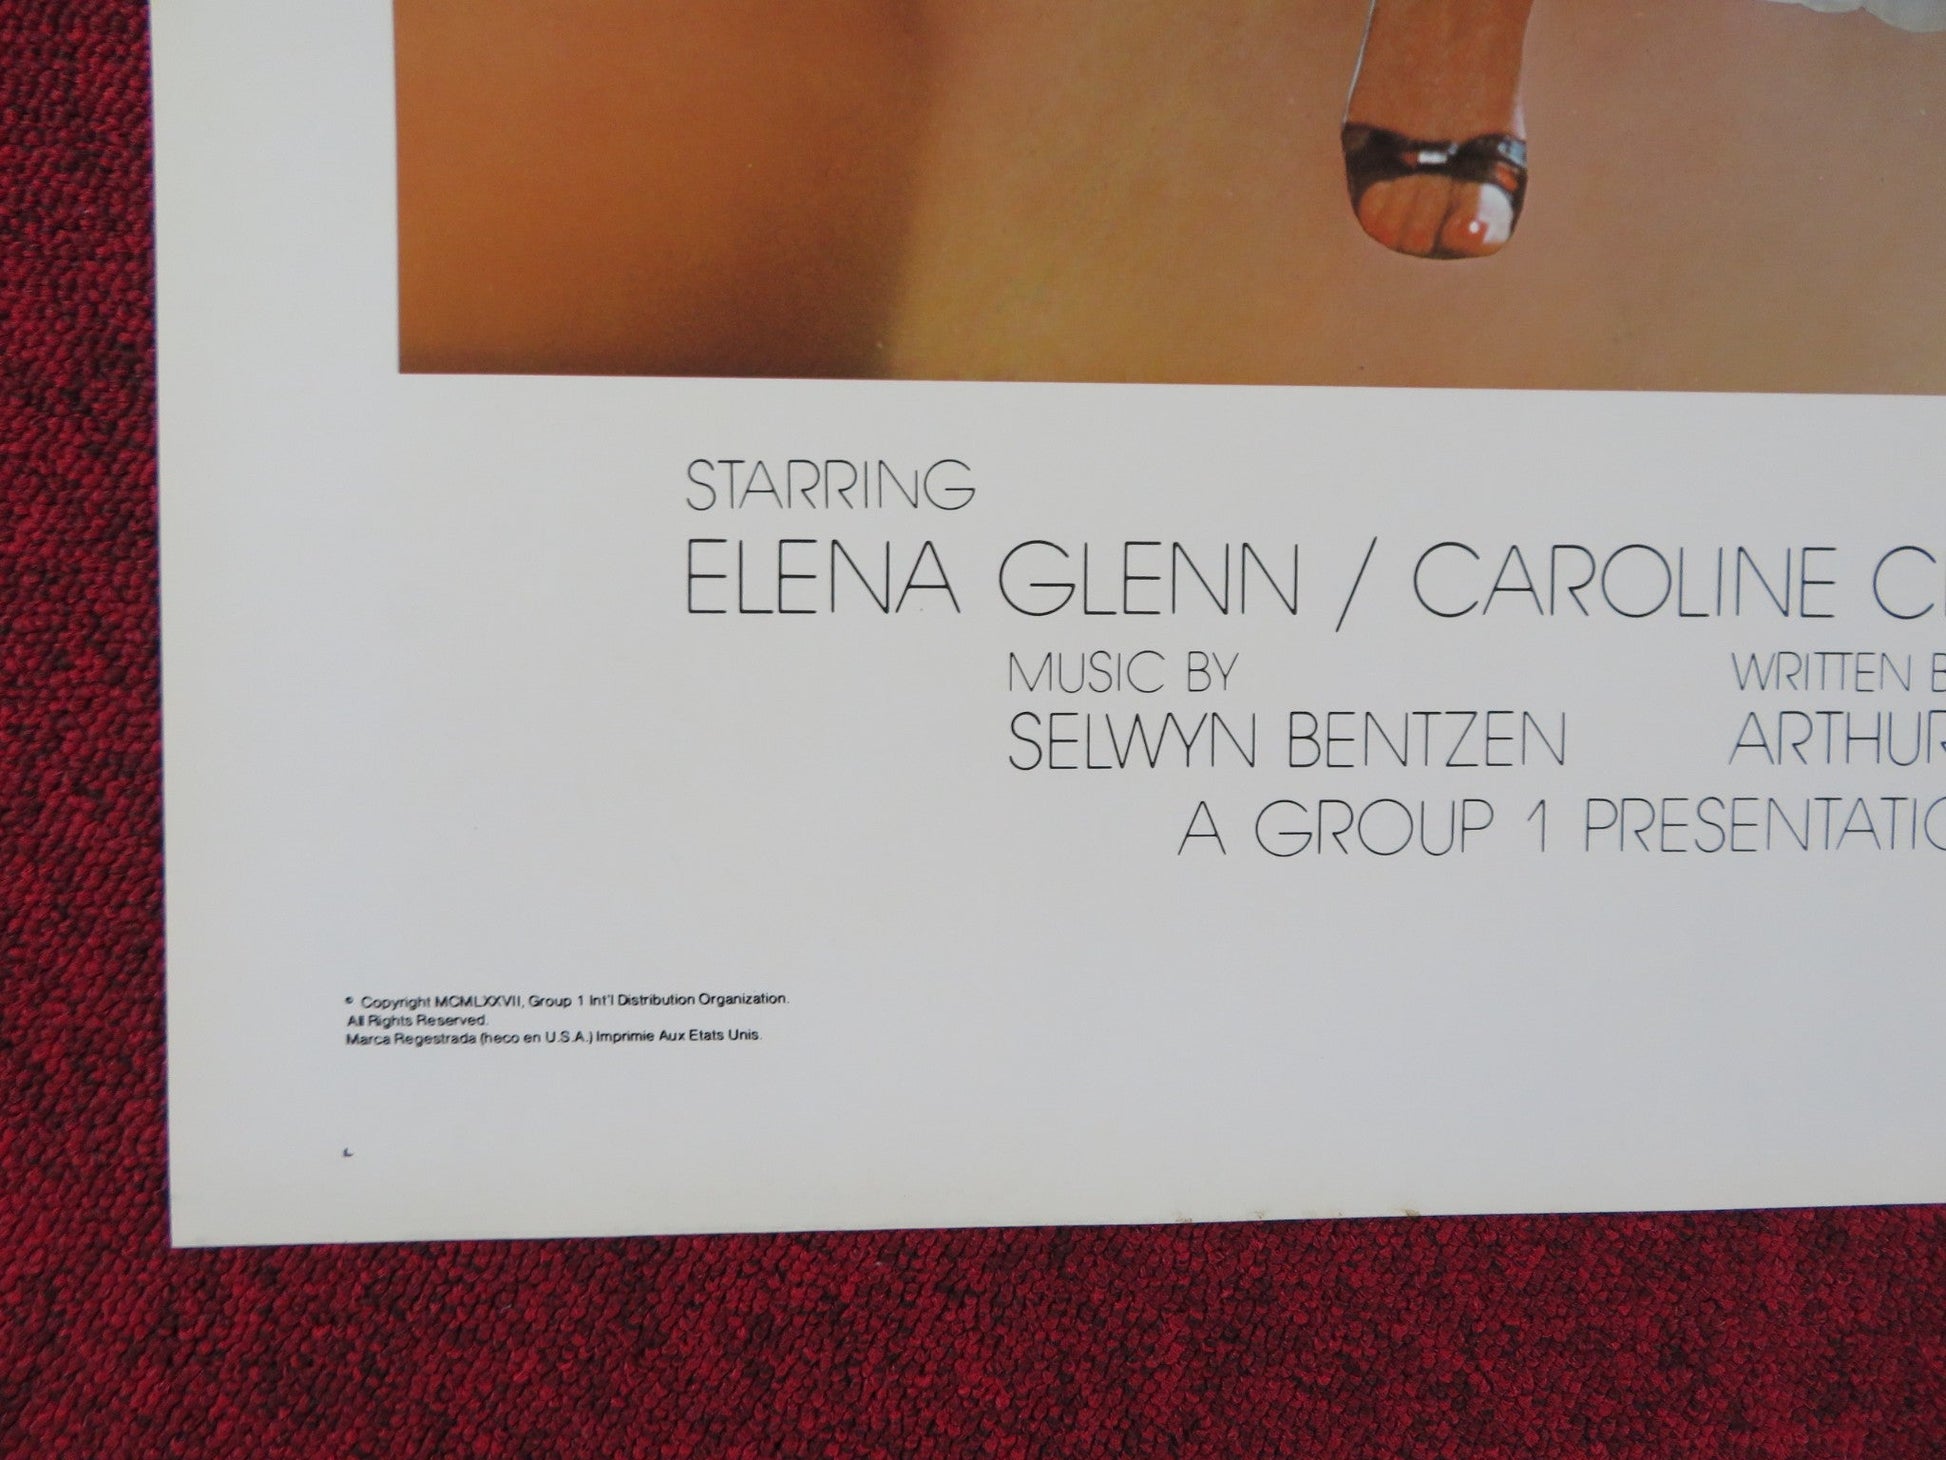 STARRING
ELENA GLENN / CAROLINE C
MUSIC BY
SELWYN BENTZEN
WRITTEN B
ARTHUR
A GROUP 1 PRESENTATIO
© Copyright MCMLXXVII, Group 1 Int'l Distribution Organization.
All Rights Reserved.
Marca Regestrada (heco en U.S.A.) Imprimie Aux Etats Unis.